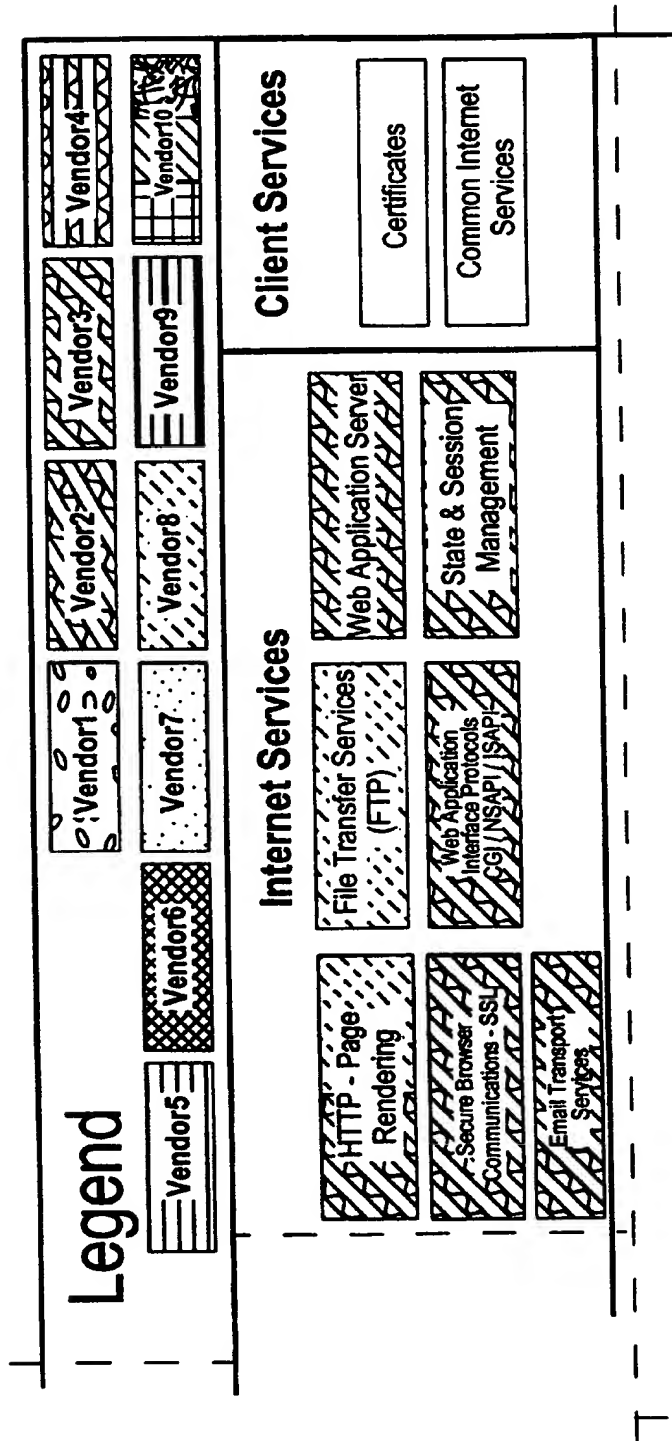 Legend
Vendor1
Vendor2
Vendor3
Vendor4
Vendor5
Vendor6
Vendor7
Vendor8
Vendor9
Vendor10
Internet Services
HTTP - Page
Rendering
File Transfer Services
(FTP)
Web Application Server
Secure Browser
Communications - SSL
Web Application
Interface Protocols
CGI / NSAPI / ISAPI
State & Session
Management
Email Transport
Services
Client Services
Certificates
Common Internet
Services